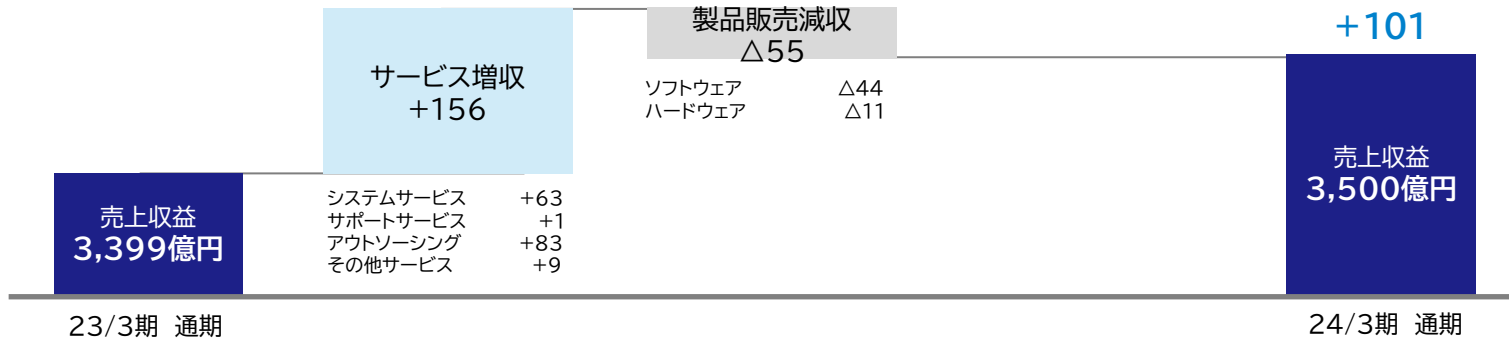 サービス増収
+156
製品販売減収
△55
+101
ソフトウェア △44
ハードウェア △11
売上収益
3,399億円
システムサービス +63
サポートサービス +1
アウトソーシング +83
その他サービス +9
売上収益
3,500億円
23/3期 通期
24/3期 通期